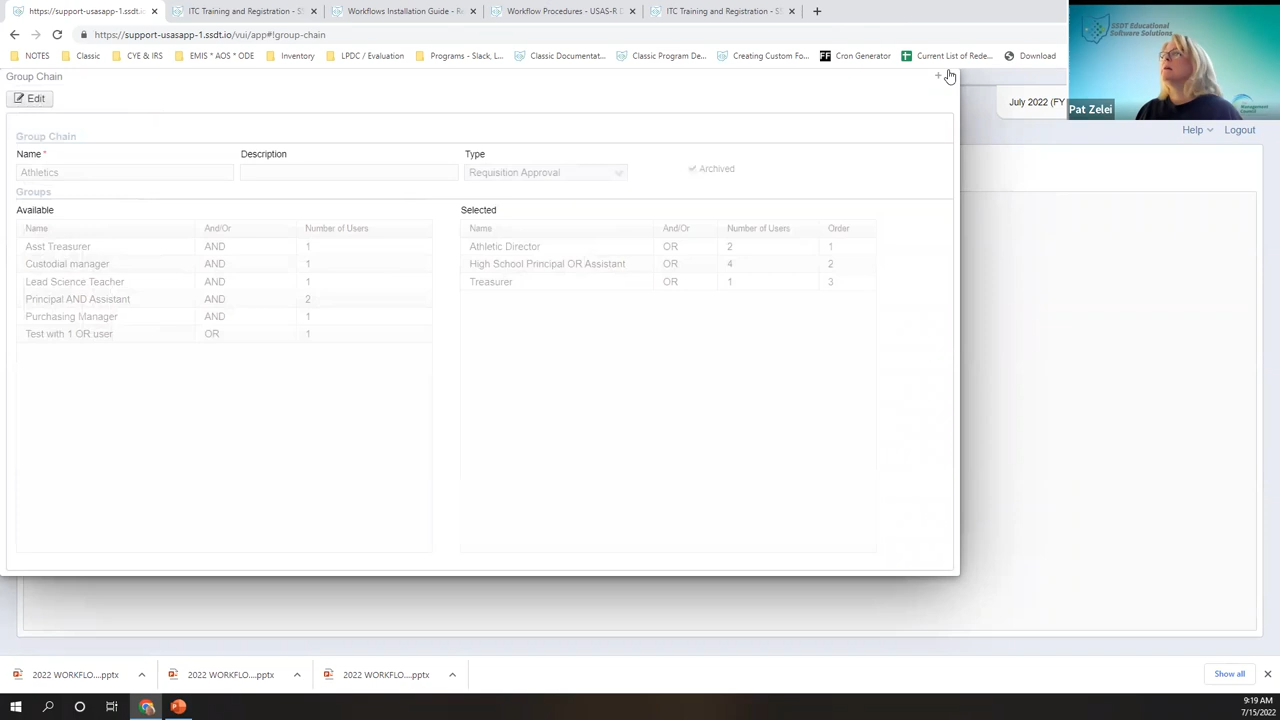 https://support-usasapp-1.ssdt.io/
ITC Training and Registration - S
Workflows Installation Guide - Re
Workflow Procedures - USAS-R D
ITC Training and Registration - SS
https://support-usasapp-1.ssdt.io/vui/app#!group-chain
NOTES
Classic
CYE & IRS
EMIS * AOS * ODE
Inventory
LPDC / Evaluation
Programs - Slack, L...
Classic Documentat...
Classic Program De...
Creating Custom Fo...
Cron Generator
Current List of Rede...
Download
SSDT Educational
Software Solutions
Management
Council
Pat Zelei
Group Chain
July 2022 (FY
Edit
Help
Logout
Group Chain
Name *
Description
Type
Athletics
Requisition Approval
Archived
Groups
Available
Selected
Name And/Or Number of Users
Asst Treasurer AND 1
Custodial manager AND 1
Lead Science Teacher AND 1
Principal AND Assistant AND 2
Purchasing Manager AND 1
Test with 1 OR user OR 1
Name And/Or Number of Users Order
Athletic Director OR 2 1
High School Principal OR Assistant OR 4 2
Treasurer OR 1 3
2022 WORKFLO....pptx
2022 WORKFLO....pptx
2022 WORKFLO....pptx
Show all
9:19 AM
7/15/2022